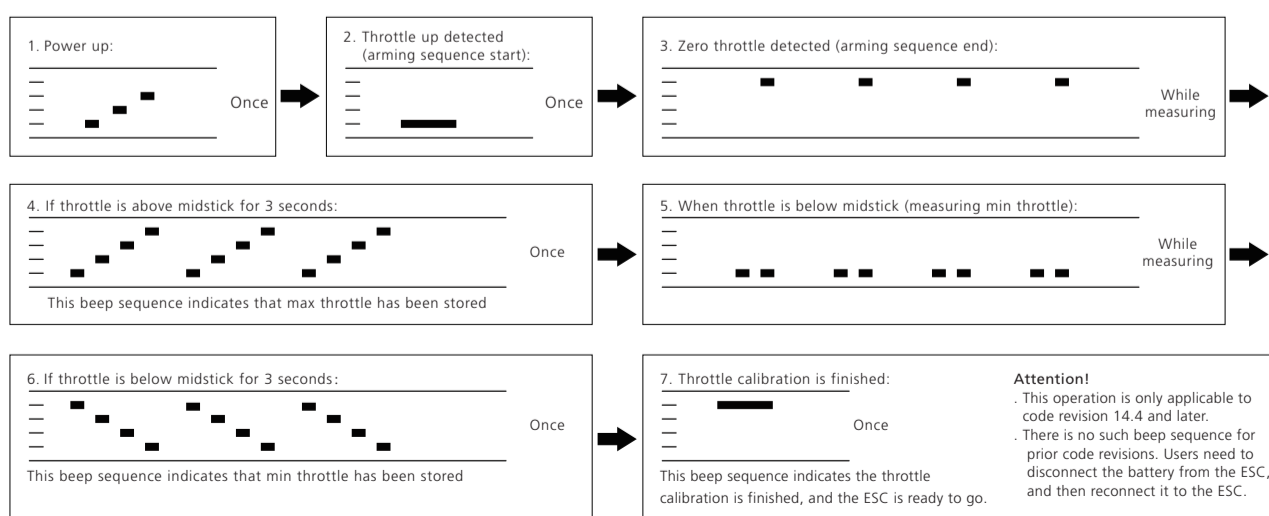 1. Power up:
Once
2. Throttle up detected
(arming sequence start):
Once
3. Zero throttle detected (arming sequence end):
While
measuring
4. If throttle is above midstick for 3 seconds:
Once
This beep sequence indicates that max throttle has been stored
5. When throttle is below midstick (measuring min throttle):
While
measuring
6. If throttle is below midstick for 3 seconds:
Once
This beep sequence indicates that min throttle has been stored
7. Throttle calibration is finished:
Once
This beep sequence indicates the throttle
calibration is finished, and the ESC is ready to go.
Attention!
. This operation is only applicable to
code revision 14.4 and later.
. There is no such beep sequence for
prior code revisions. Users need to
disconnect the battery from the ESC,
and then reconnect it to the ESC.